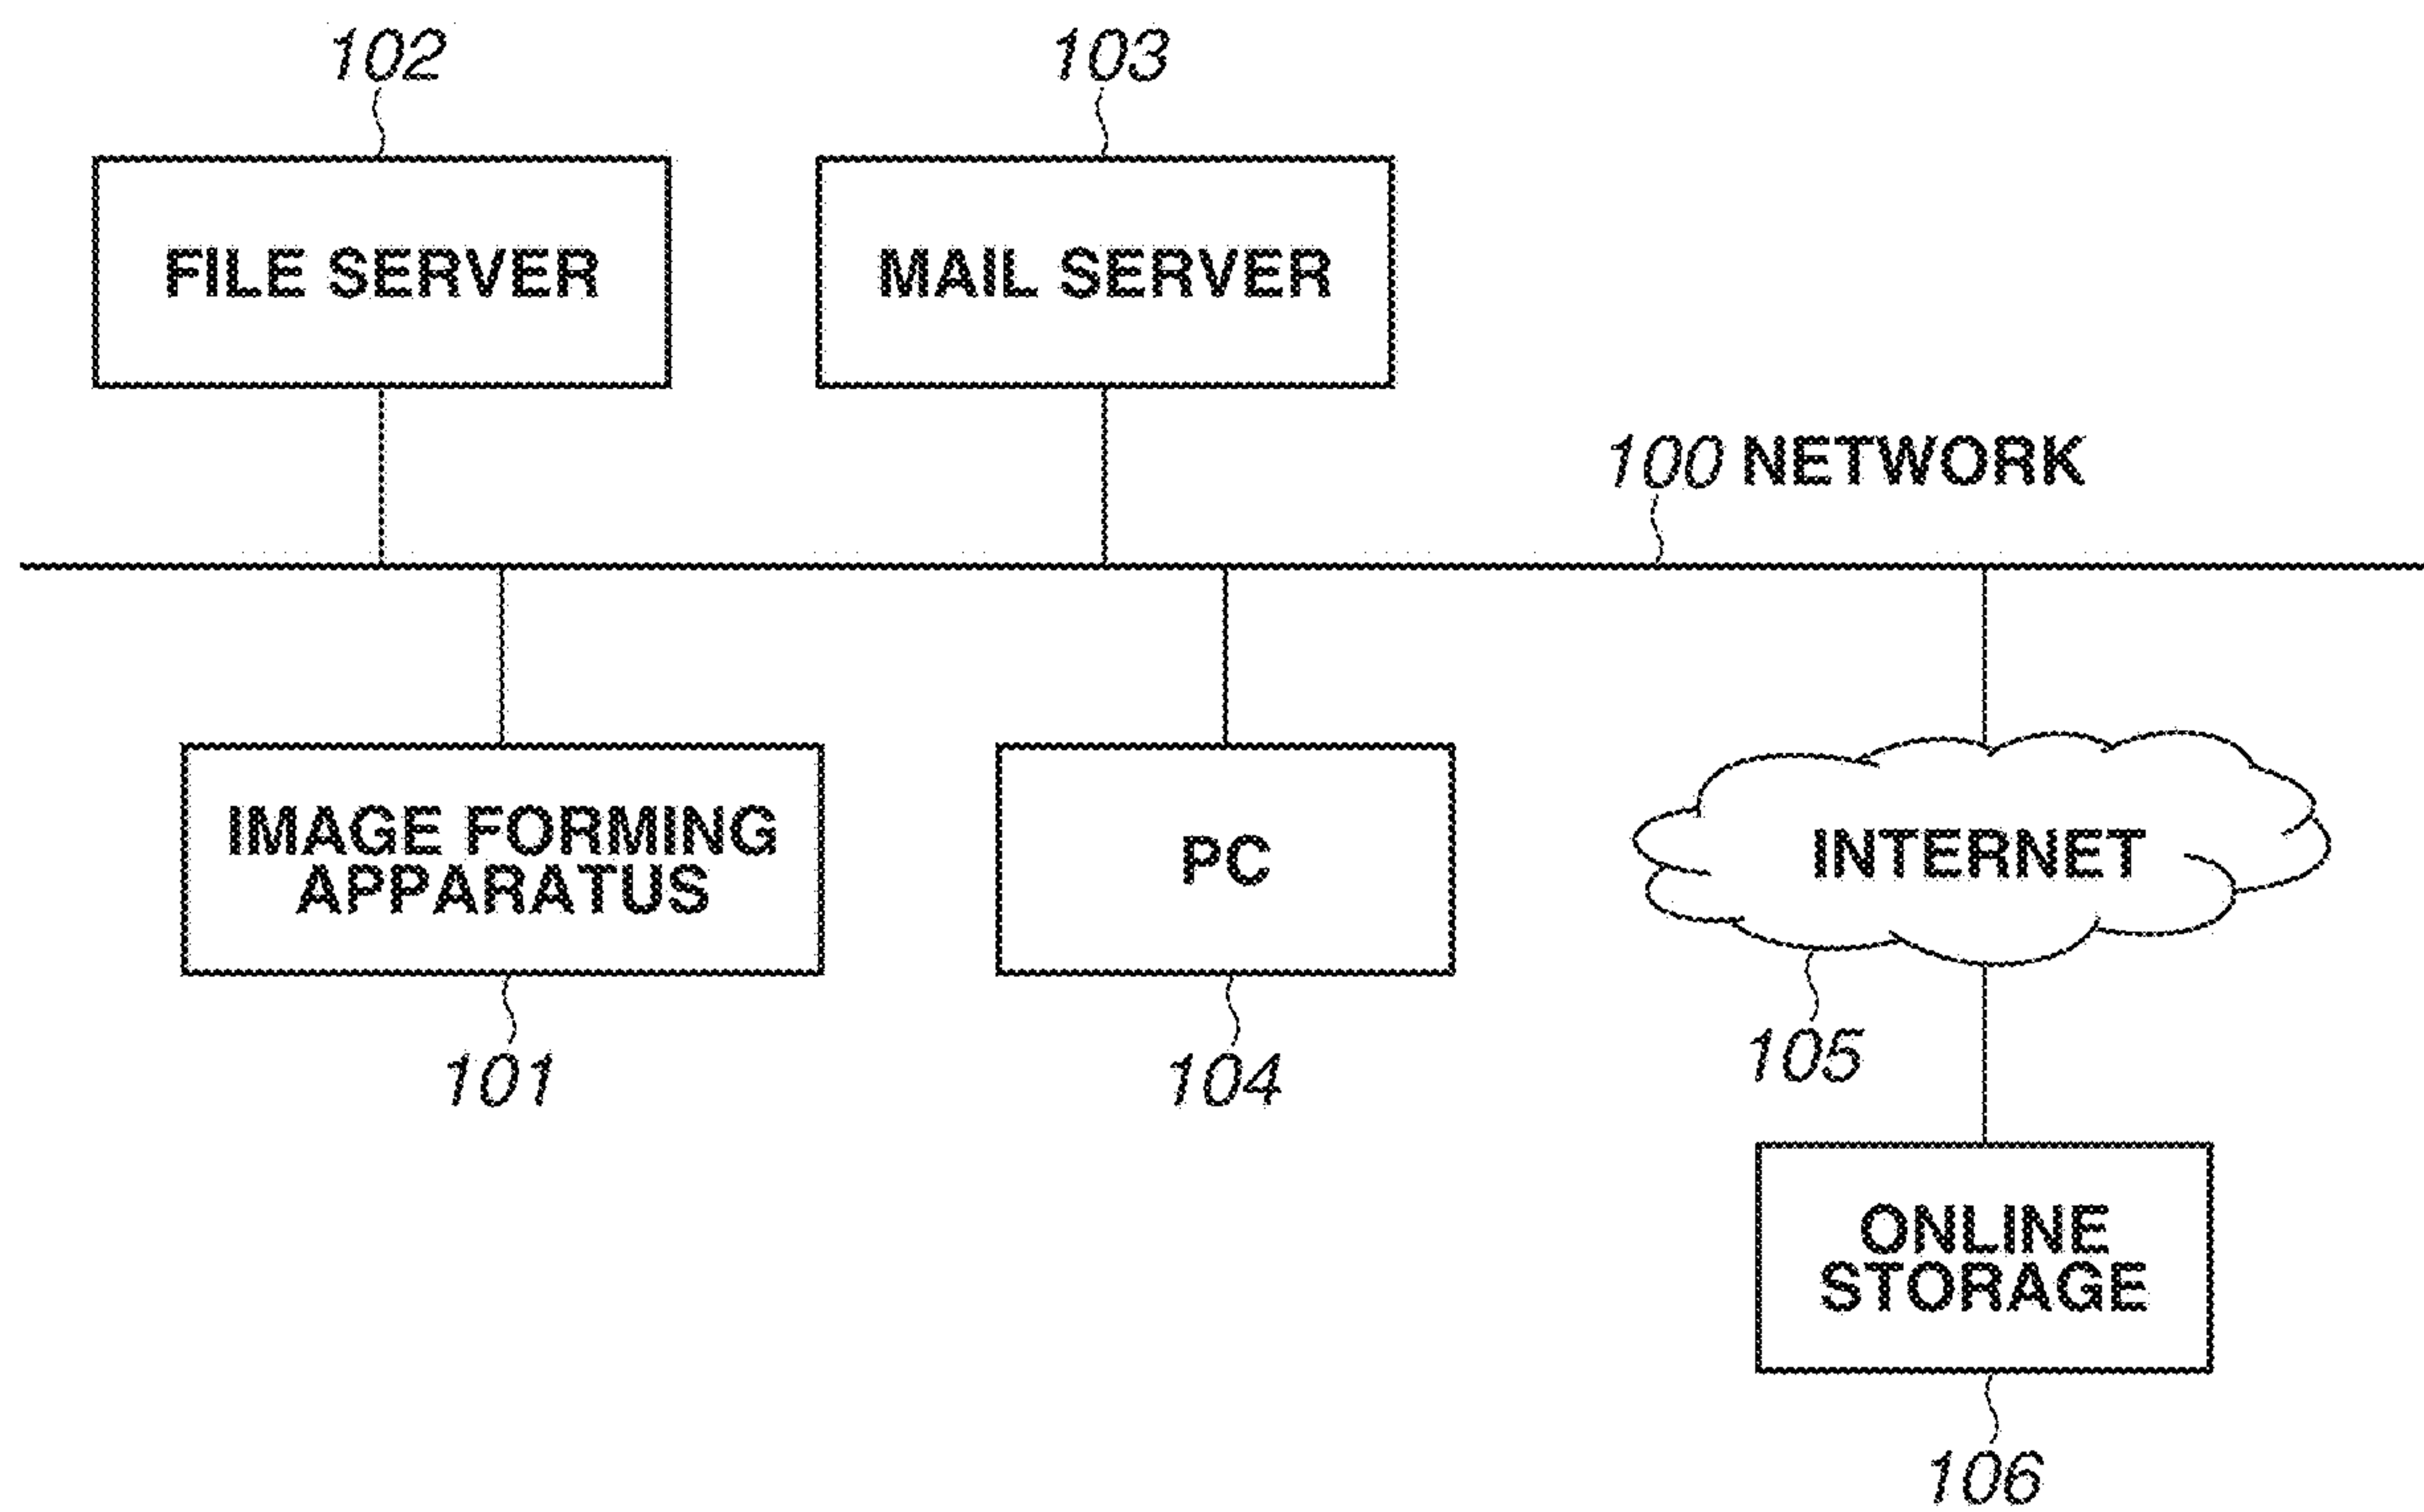 102
103
FILE SERVER
MAIL SERVER
100 NETWORK
IMAGE FORMING
APPARATUS
PC
INTERNET
101
104
105
ONLINE
STORAGE
106